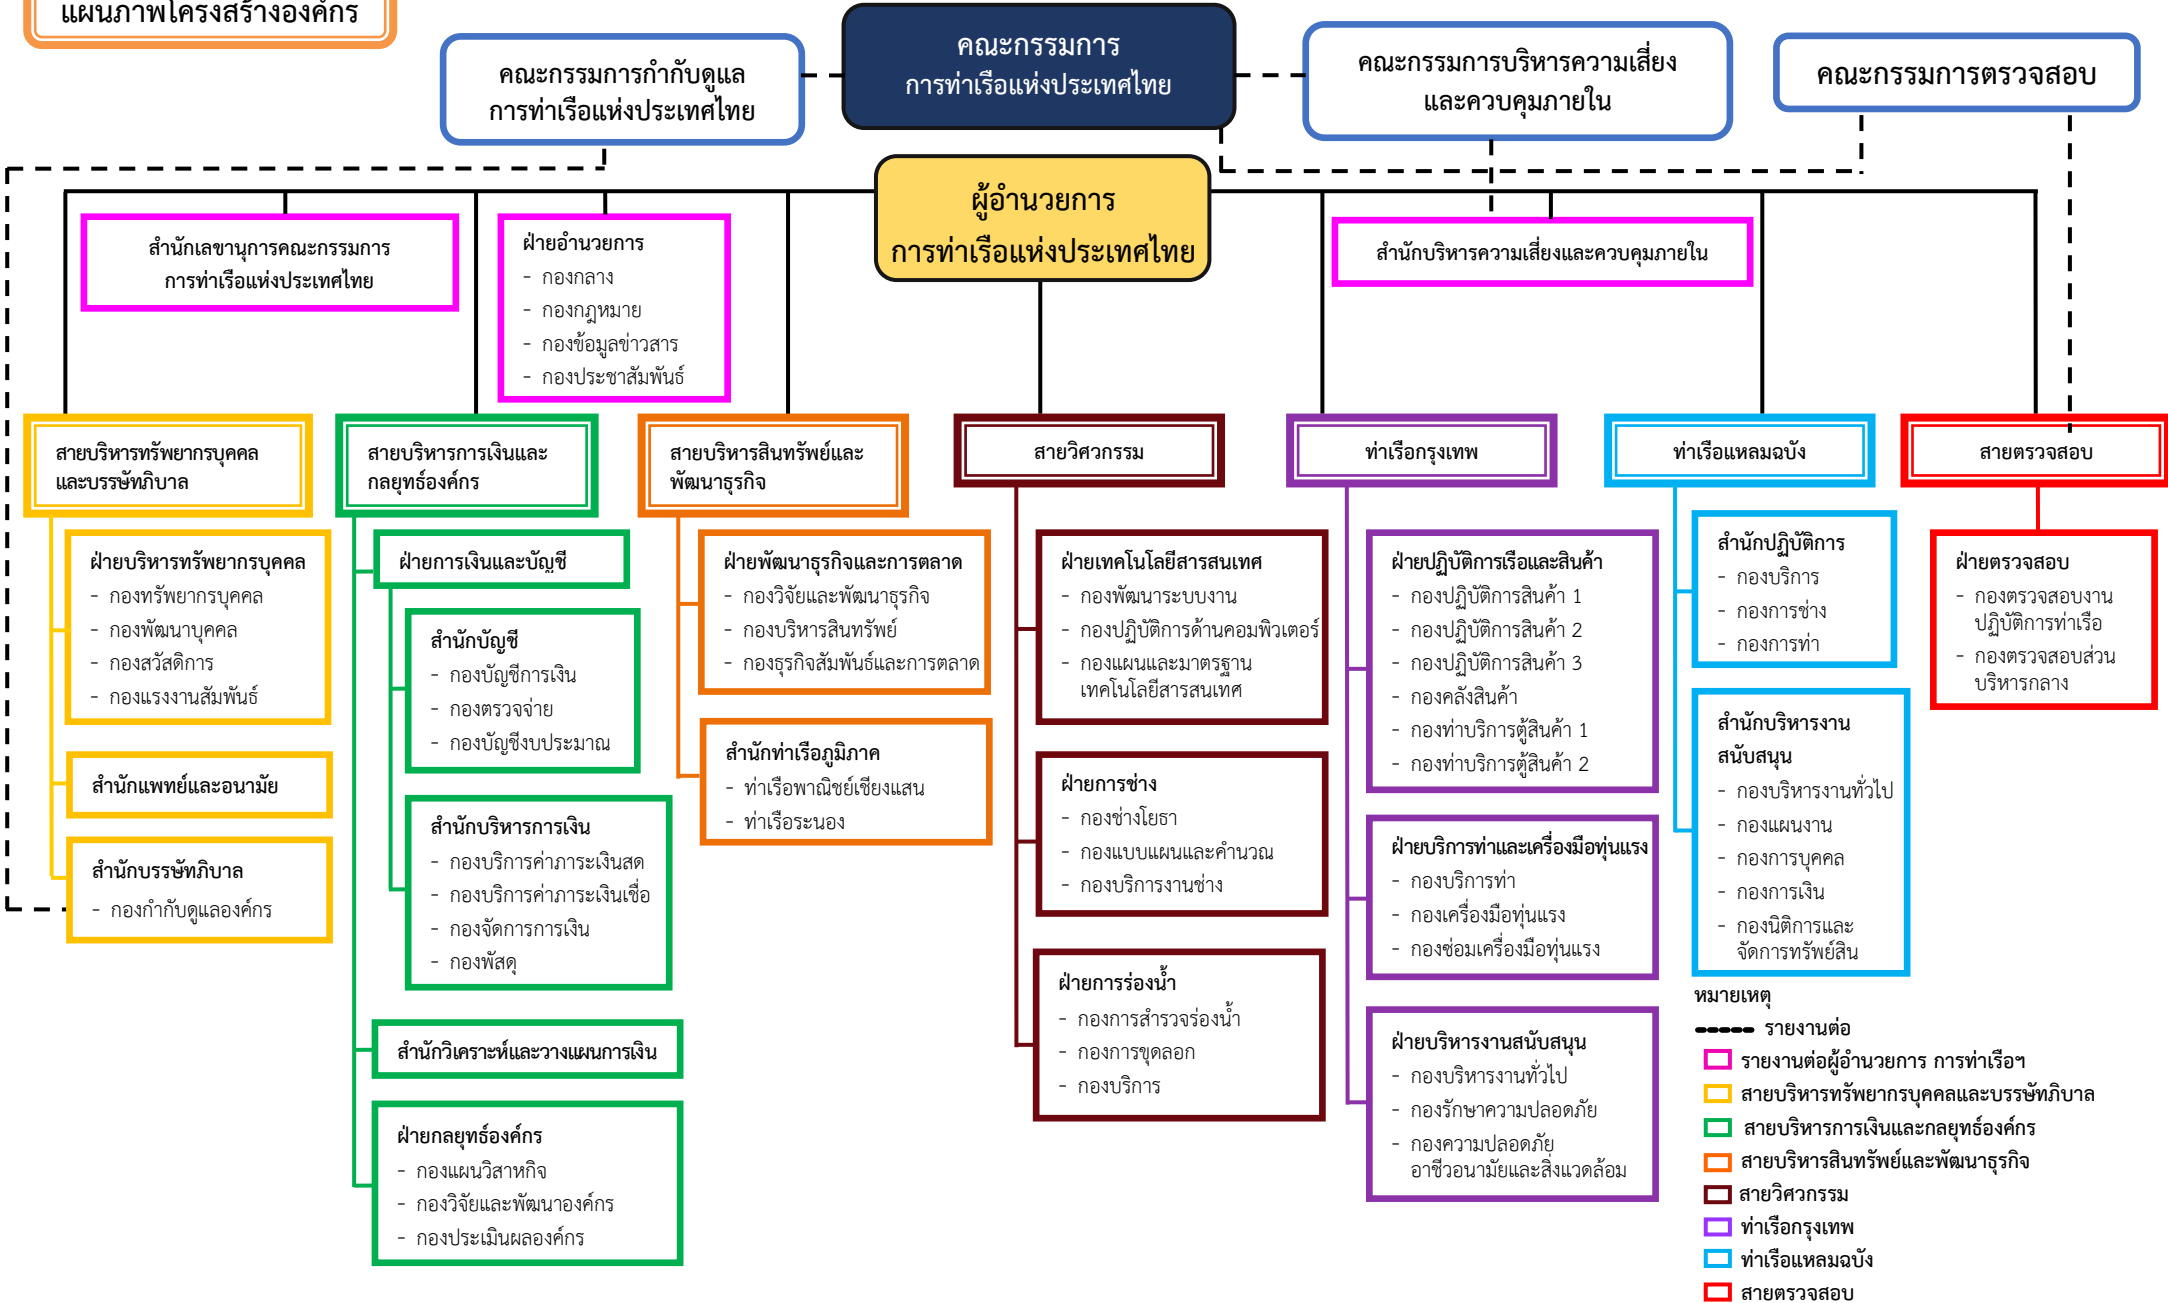 แผนภาพโครงสร้างองค์กร
คณะกรรมการ
การท่าเรือแห่งประเทศไทย
คณะกรรมการกำกับดูแล
การท่าเรือแห่งประเทศไทย
คณะกรรมการบริหารความเสี่ยง
และควบคุมภายใน
คณะกรรมการตรวจสอบ
ผู้อำนวยการ
การท่าเรือแห่งประเทศไทย
สำนักเลขานุการคณะกรรมการ
การท่าเรือแห่งประเทศไทย
ฝ่ายอำนวยการ
- กองกลาง
- กองกฎหมาย
- กองข้อมูลข่าวสาร
- กองประชาสัมพันธ์
สำนักบริหารความเสี่ยงและควบคุมภายใน
สายบริหารทรัพยากรบุคคล
และบรรษัทภิบาล
ฝ่ายบริหารทรัพยากรบุคคล
- กองทรัพยากรบุคคล
- กองพัฒนาบุคคล
- กองสวัสดิการ
- กองแรงงานสัมพันธ์
สำนักแพทย์และอนามัย
สำนักบรรษัทภิบาล
- กองกำกับดูแลองค์กร
สายบริหารการเงินและ
กลยุทธ์องค์กร
ฝ่ายการเงินและบัญชี
สำนักบัญชี
- กองบัญชีการเงิน
- กองตรวจจ่าย
- กองบัญชีงบประมาณ
สำนักบริหารการเงิน
- กองบริการค่าภาระเงินสด
- กองบริการค่าภาระเงินเชื่อ
- กองจัดการการเงิน
- กองพัสดุ
สำนักวิเคราะห์และวางแผนการเงิน
ฝ่ายกลยุทธ์องค์กร
- กองแผนวิสาหกิจ
- กองวิจัยและพัฒนาองค์กร
- กองประเมินผลองค์กร
สายบริหารสินทรัพย์และ
พัฒนาธุรกิจ
ฝ่ายพัฒนาธุรกิจและการตลาด
- กองวิจัยและพัฒนาธุรกิจ
- กองบริหารสินทรัพย์
- กองธุรกิจสัมพันธ์และการตลาด
สำนักท่าเรือภูมิภาค
- ท่าเรือพาณิชย์เชียงแสน
- ท่าเรือระนอง
สายวิศวกรรม
ฝ่ายเทคโนโลยีสารสนเทศ
- กองพัฒนาระบบงาน
- กองปฏิบัติการด้านคอมพิวเตอร์
- กองแผนและมาตรฐาน
เทคโนโลยีสารสนเทศ
ฝ่ายการช่าง
- กองช่างโยธา
- กองแบบแผนและคำนวณ
- กองบริการงานช่าง
ฝ่ายการร่องน้ำ
- กองการสำรวจร่องน้ำ
- กองการขุดลอก
- กองบริการ
ท่าเรือกรุงเทพ
ฝ่ายปฏิบัติการเรือและสินค้า
- กองปฏิบัติการสินค้า 1
- กองปฏิบัติการสินค้า 2
- กองปฏิบัติการสินค้า 3
- กองคลังสินค้า
- กองท่าบริการตู้สินค้า 1
- กองท่าบริการตู้สินค้า 2
ฝ่ายบริการท่าและเครื่องมือทุ่นแรง
- กองบริการท่า
- กองเครื่องมือทุ่นแรง
- กองซ่อมเครื่องมือทุ่นแรง
ฝ่ายบริหารงานสนับสนุน
- กองบริหารงานทั่วไป
- กองรักษาความปลอดภัย
- กองความปลอดภัย
อาชีวอนามัยและสิ่งแวดล้อม
ท่าเรือแหลมฉบัง
สำนักปฏิบัติการ
- กองบริการ
- กองการช่าง
- กองการท่า
สำนักบริหารงาน
สนับสนุน
- กองบริหารงานทั่วไป
- กองแผนงาน
- กองการบุคคล
- กองการเงิน
- กองนิติการและ
จัดการทรัพย์สิน
สายตรวจสอบ
ฝ่ายตรวจสอบ
- กองตรวจสอบงาน
ปฏิบัติการท่าเรือ
- กองตรวจสอบส่วน
บริหารกลาง
หมายเหตุ
รายงานต่อ
รายงานต่อผู้อำนวยการ การท่าเรือฯ
สายบริหารทรัพยากรบุคคลและบรรษัทภิบาล
สายบริหารการเงินและกลยุทธ์องค์กร
สายบริหารสินทรัพย์และพัฒนาธุรกิจ
สายวิศวกรรม
ท่าเรือกรุงเทพ
ท่าเรือแหลมฉบัง
สายตรวจสอบ